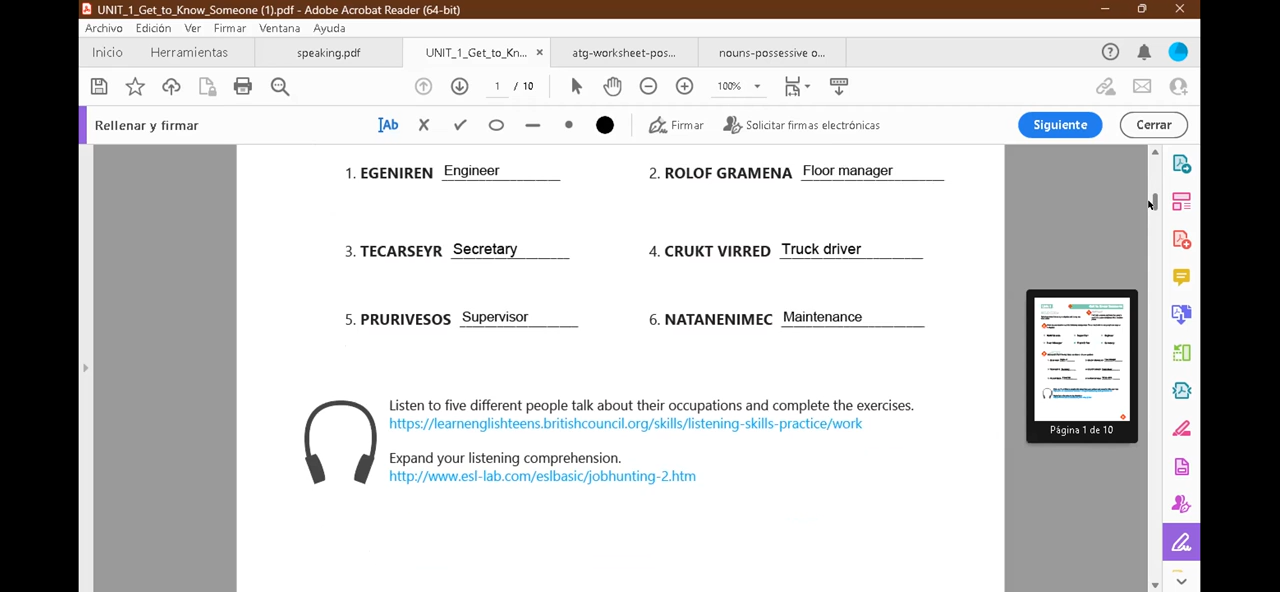 UNIT_1_Get_to_Know_Someone (1).pdf - Adobe Acrobat Reader (64-bit)
Archivo Edición Ver Firmar Ventana Ayuda
Inicio Herramientas speaking.pdf UNIT_1_Get_to_Kn... × atg-worksheet-pos... nouns-possessive o...
1 / 10 100%
Rellenar y firmar Ab Firmar Solicitar firmas electrónicas Siguiente Cerrar
1. EGENIREN Engineer 2. ROLOF GRAMENA Floor manager
3. TECARSEYR Secretary 4. CRUKT VIRRED Truck driver
5. PRURIVESOS Supervisor 6. NATANENIMEC Maintenance
Listen to five different people talk about their occupations and complete the exercises.
https://learnenglishteens.britishcouncil.org/skills/listening-skills-practice/work
Expand your listening comprehension.
http://www.esl-lab.com/eslbasic/jobhunting-2.htm
Página 1 de 10